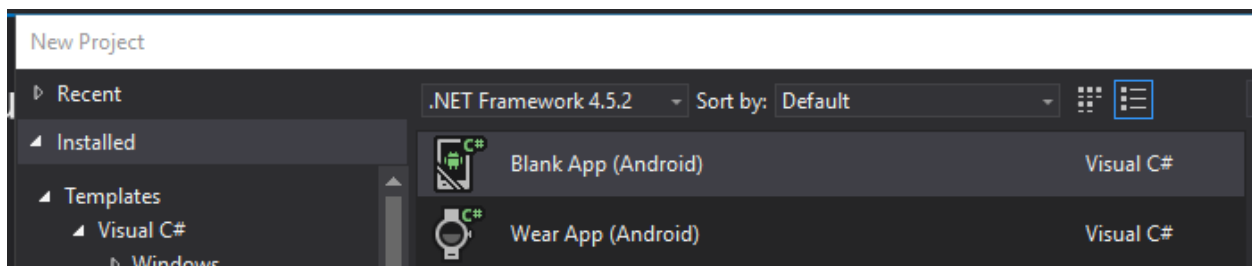 New Project
Recent
.NET Framework 4.5.2 Sort by: Default
Installed
C# Blank App (Android) Visual C#
Templates
Visual C#
C# Wear App (Android) Visual C#
Windows